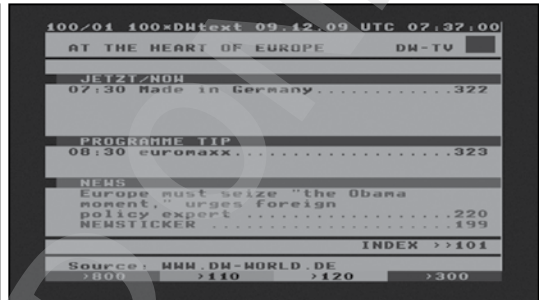 100/01 100*DWtext 09.12.09 UTC 07:37:00
AT THE HEART OF EUROPE DW-TV
JETZT/NOW
07:30 Made in Germany............322
PROGRAMME TIP
08:30 euromaxx...................323
NEWS
Europe must seize "the Obama
moment," urges foreign
policy expert ...................220
NEWSTICKER ......................199
INDEX >>101
Source: WWW.DW-WORLD.DE
>800 >110 >120 >300